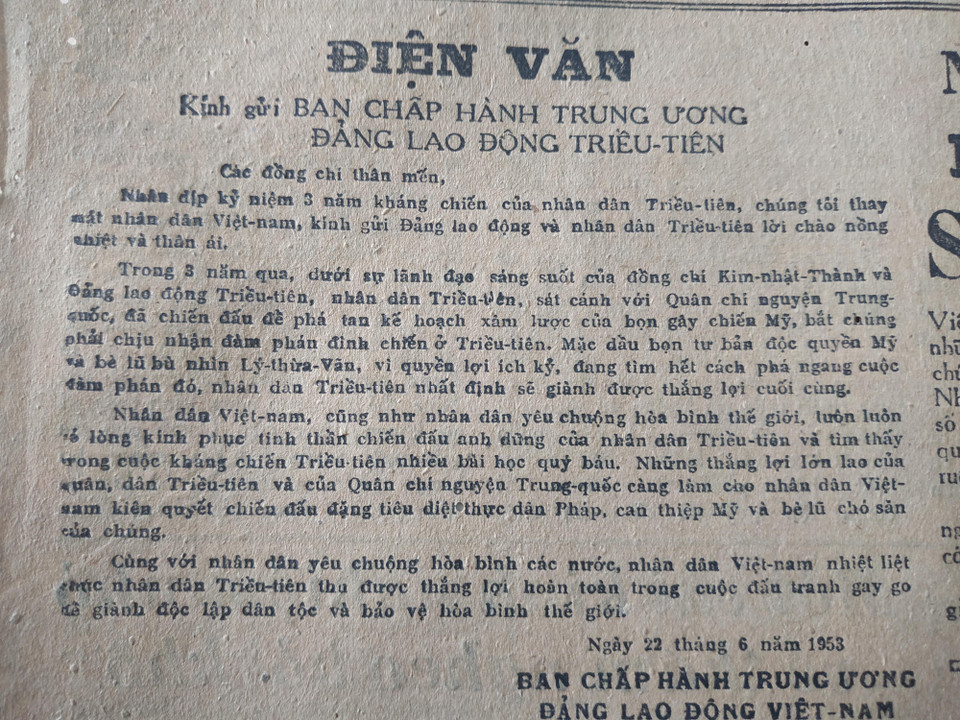 ĐIỆN VĂN
Kính gửi BAN CHẤP HÀNH TRUNG ƯƠNG
ĐẢNG LAO ĐỘNG TRIỀU-TIÊN
Các đồng chí thân mến,
Nhân dịp kỷ niệm 3 năm kháng chiến của nhân dân Triều-tiên, chúng tôi thay
mặt nhân dân Việt-nam, kính gửi Đảng lao động và nhân dân Triều-tiên lời chào nồng
nhiệt và thân ái.
Trong 3 năm qua, dưới sự lãnh đạo sáng suốt của đồng chí Kim-nhật-Thành và
Đảng lao động Triều-tiên, nhân dân Triều-tiên, sát cánh với Quân chí nguyện Trung-
quốc, đã chiến đấu để phá tan kế hoạch xâm lược của bọn gây chiến Mỹ, bắt chúng
phải chịu nhận đàm phán đình chiến ở Triều-tiên. Mặc dầu bọn tư bản độc quyền Mỹ
và bè lũ bù nhìn Lý-thừa-Vãn, vì quyền lợi ích kỷ, đang tìm hết cách phá ngang cuộc
đàm phán đó, nhân dân Triều-tiên nhất định sẽ giành được thắng lợi cuối cùng.
Nhân dân Việt-nam, cũng như nhân dân yêu chuộng hòa bình thế giới, luôn luôn
có lòng kính phục tinh thần chiến đấu anh dũng của nhân dân Triều-tiên và tìm thấy
trong cuộc kháng chiến Triều-tiên nhiều bài học quý báu. Những thắng lợi lớn lao của
quân, dân Triều-tiên và của Quân chí nguyện Trung-quốc càng làm cho nhân dân Việt-
nam kiên quyết chiến đấu đặng tiêu diệt thực dân Pháp, can thiệp Mỹ và bè lũ chó săn
của chúng.
Cùng với nhân dân yêu chuộng hòa bình các nước, nhân dân Việt-nam nhiệt liệt
chúc nhân dân Triều-tiên thu được thắng lợi hoàn toàn trong cuộc đấu tranh gay go
để giành độc lập dân tộc và bảo vệ hòa bình thế giới.
Ngày 22 tháng 6 năm 1953
BAN CHẤP HÀNH TRUNG ƯƠNG
ĐẢNG LAO ĐỘNG VIỆT-NAM